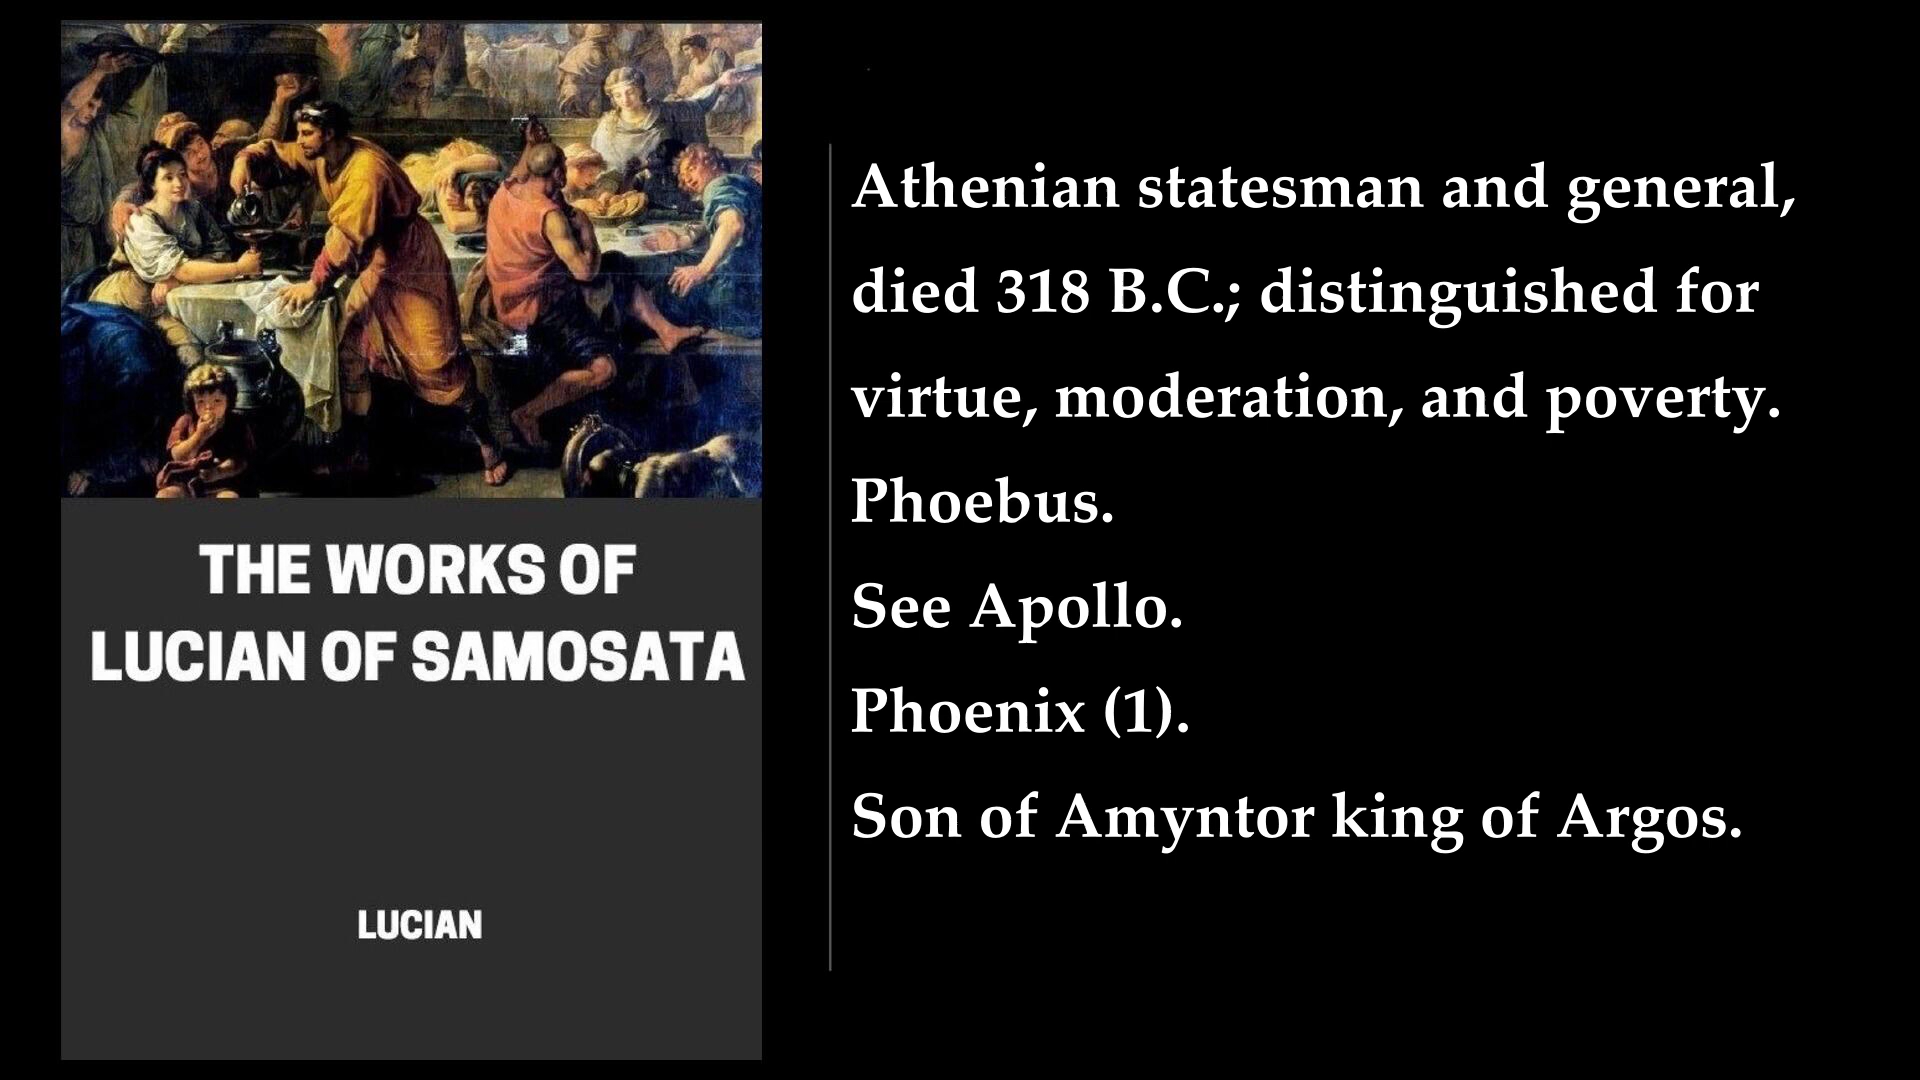 THE WORKS OF
LUCIAN OF SAMOSATA
LUCIAN
Athenian statesman and general,
died 318 B.C.; distinguished for
virtue, moderation, and poverty.
Phoebus.
See Apollo.
Phoenix (1).
Son of Amyntor king of Argos.